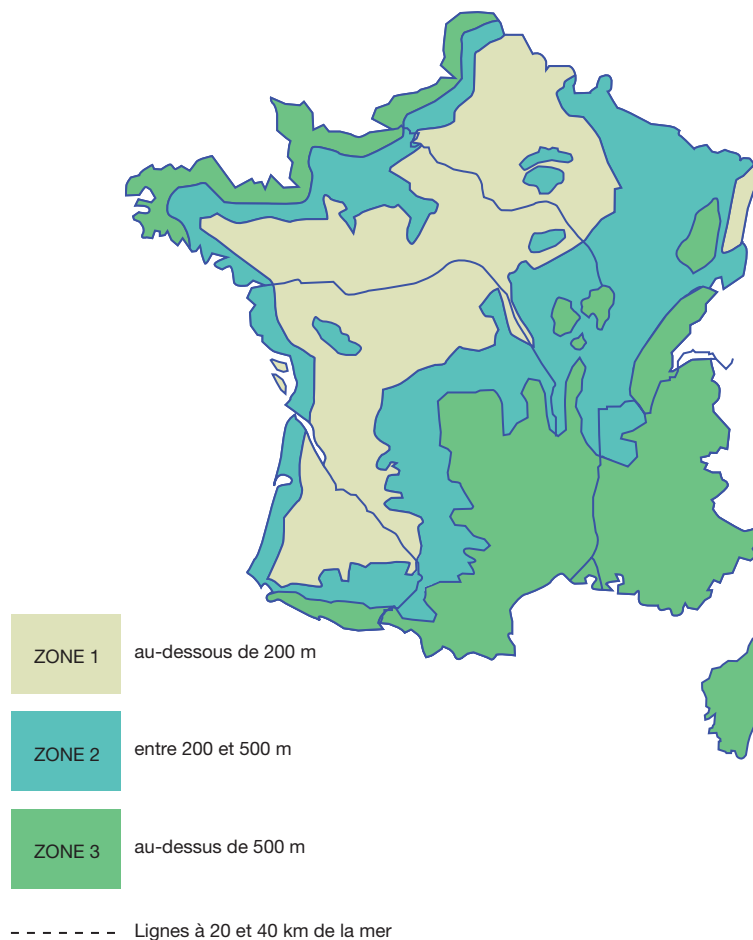 ZONE 1
au-dessous de 200 m
ZONE 2
entre 200 et 500 m
ZONE 3
au-dessus de 500 m
Lignes à 20 et 40 km de la mer